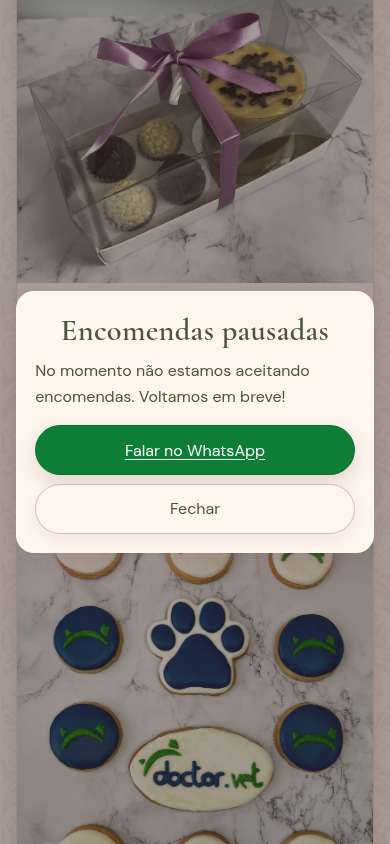 Encomendas pausadas
No momento não estamos aceitando
encomendas. Voltamos em breve!
Falar no WhatsApp
Fechar
doctor.vet